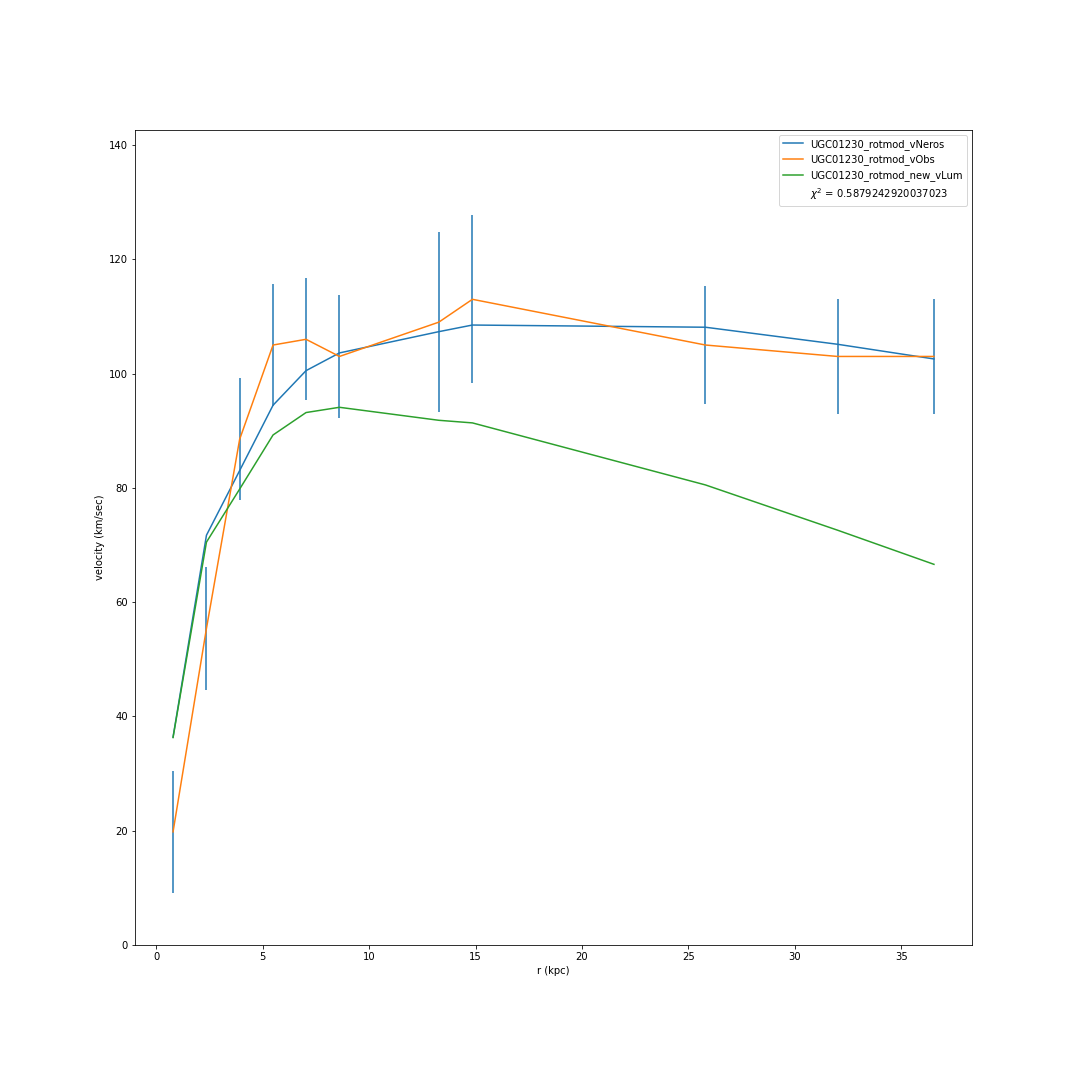 UGC01230_rotmod_vNeros
UGC01230_rotmod_vObs
UGC01230_rotmod_new_vLum
χ² = 0.5879242920037023
140
120
100
80
60
40
20
0
velocity (km/sec)
0 5 10 15 20 25 30 35
r (kpc)